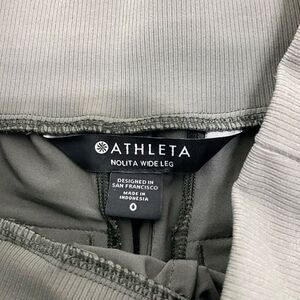 ATHLETA
NOLITA WIDE LEG
DESIGNED IN
SAN FRANCISCO
MADE IN
INDONESIA
0